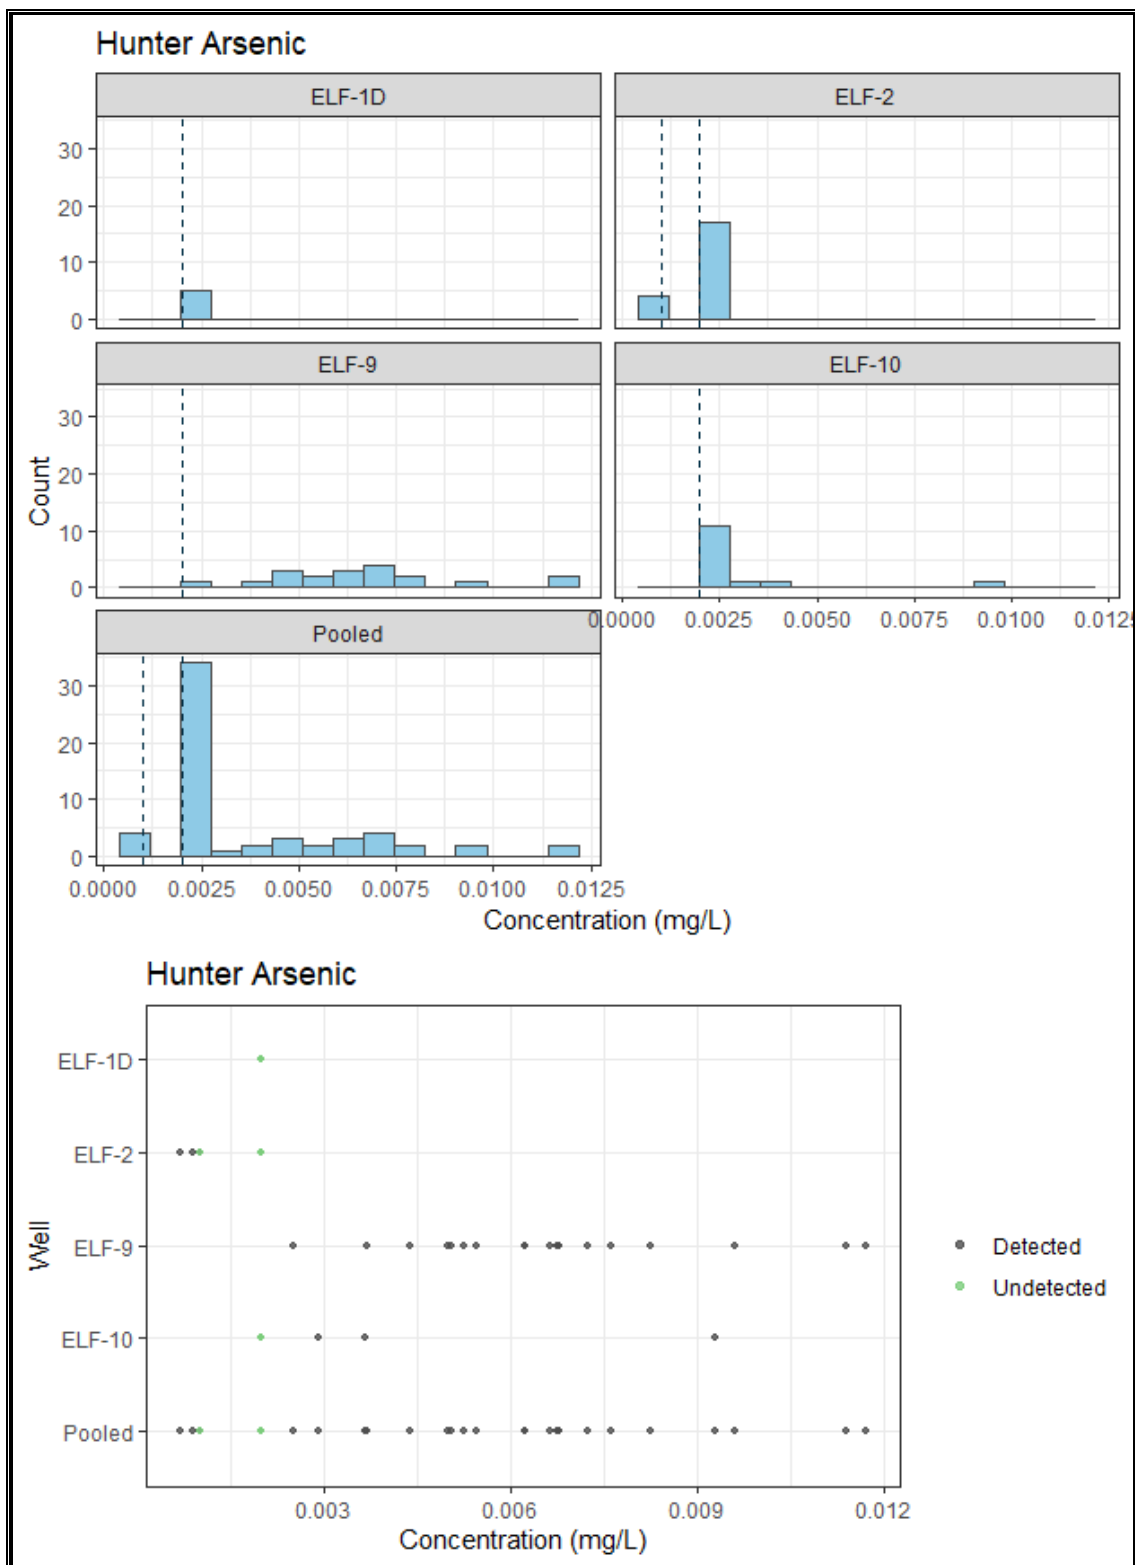 Hunter Arsenic
ELF-1D
ELF-2
30
20
10
0
ELF-9
ELF-10
30
20
10
0
Count
0.0000 0.0025 0.0050 0.0075 0.0100
Pooled
30
20
10
0
0.0000 0.0025 0.0050 0.0075 0.0100 0.0125
Concentration (mg/L)
Hunter Arsenic
ELF-1D
ELF-2
ELF-9
ELF-10
Pooled
Well
Detected
Undetected
0.003 0.006 0.009 0.012
Concentration (mg/L)